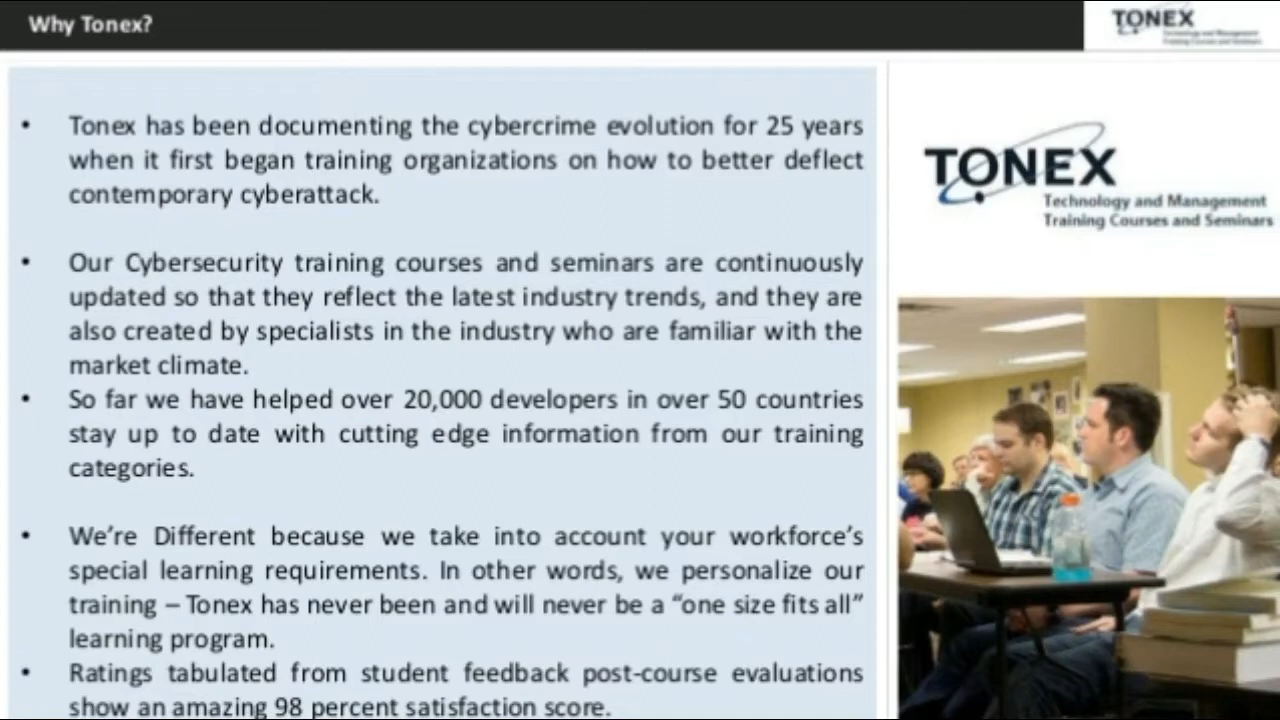 Why Tonex?
TONEX
Technology and Management
Training Courses and Seminars
• Tonex has been documenting the cybercrime evolution for 25 years
when it first began training organizations on how to better deflect
contemporary cyberattack.
• Our Cybersecurity training courses and seminars are continuously
updated so that they reflect the latest industry trends, and they are
also created by specialists in the industry who are familiar with the
market climate.
• So far we have helped over 20,000 developers in over 50 countries
stay up to date with cutting edge information from our training
categories.
• We’re Different because we take into account your workforce’s
special learning requirements. In other words, we personalize our
training – Tonex has never been and will never be a “one size fits all”
learning program.
• Ratings tabulated from student feedback post-course evaluations
show an amazing 98 percent satisfaction score.
TONEX
Technology and Management
Training Courses and Seminars